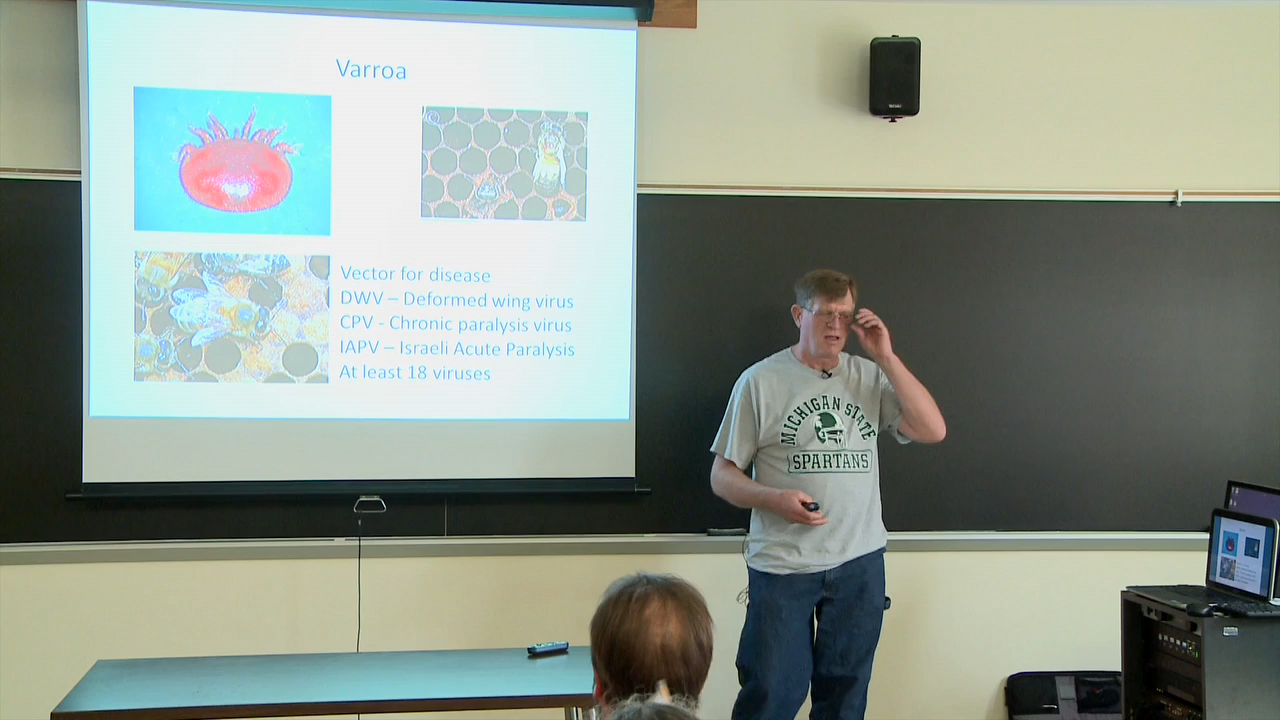 Varroa
Vector for disease
DWV – Deformed wing virus
CPV - Chronic paralysis virus
IAPV – Israeli Acute Paralysis
At least 18 viruses
MICHIGAN STATE
SPARTANS